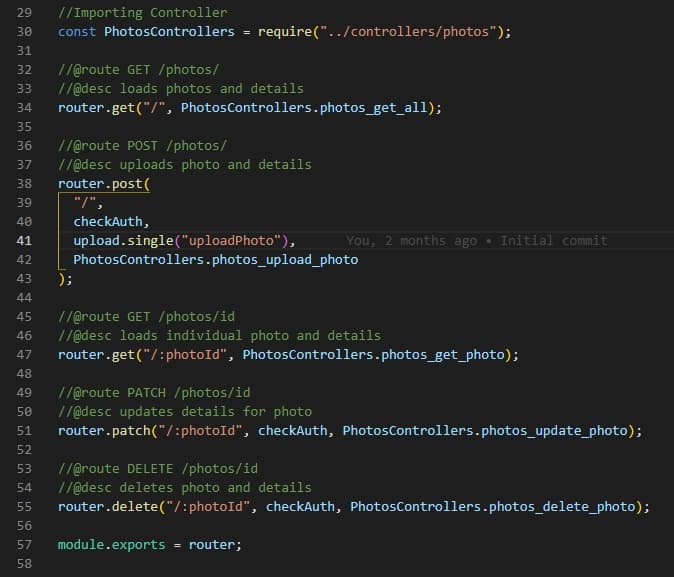 29 //Importing Controller
30 const PhotosControllers = require("../controllers/photos");
31
32 //@route GET /photos/
33 //@desc loads photos and details
34 router.get("/", PhotosControllers.photos_get_all);
35
36 //@route POST /photos/
37 //@desc uploads photo and details
38 router.post(
39   "/",
40   checkAuth,
41   upload.single("uploadPhoto"),     You, 2 months ago • Initial commit
42   PhotosControllers.photos_upload_photo
43 );
44
45 //@route GET /photos/id
46 //@desc loads individual photo and details
47 router.get("/:photoId", PhotosControllers.photos_get_photo);
48
49 //@route PATCH /photos/id
50 //@desc updates details for photo
51 router.patch("/:photoId", checkAuth, PhotosControllers.photos_update_photo);
52
53 //@route DELETE /photos/id
54 //@desc deletes photo and details
55 router.delete("/:photoId", checkAuth, PhotosControllers.photos_delete_photo);
56
57 module.exports = router;
58